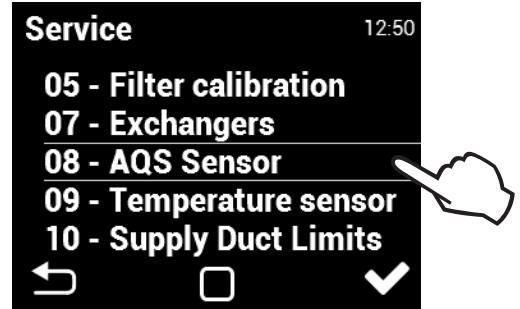 Service 12:50
05 - Filter calibration
07 - Exchangers
08 - AQS Sensor
09 - Temperature sensor
10 - Supply Duct Limits